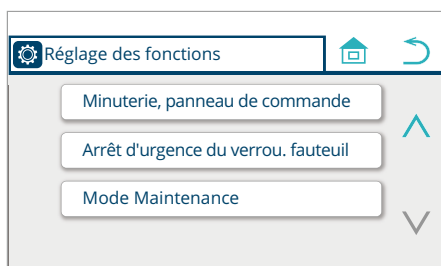 Réglage des fonctions
Minuterie, panneau de commande
Arrêt d'urgence du verrou. fauteuil
Mode Maintenance